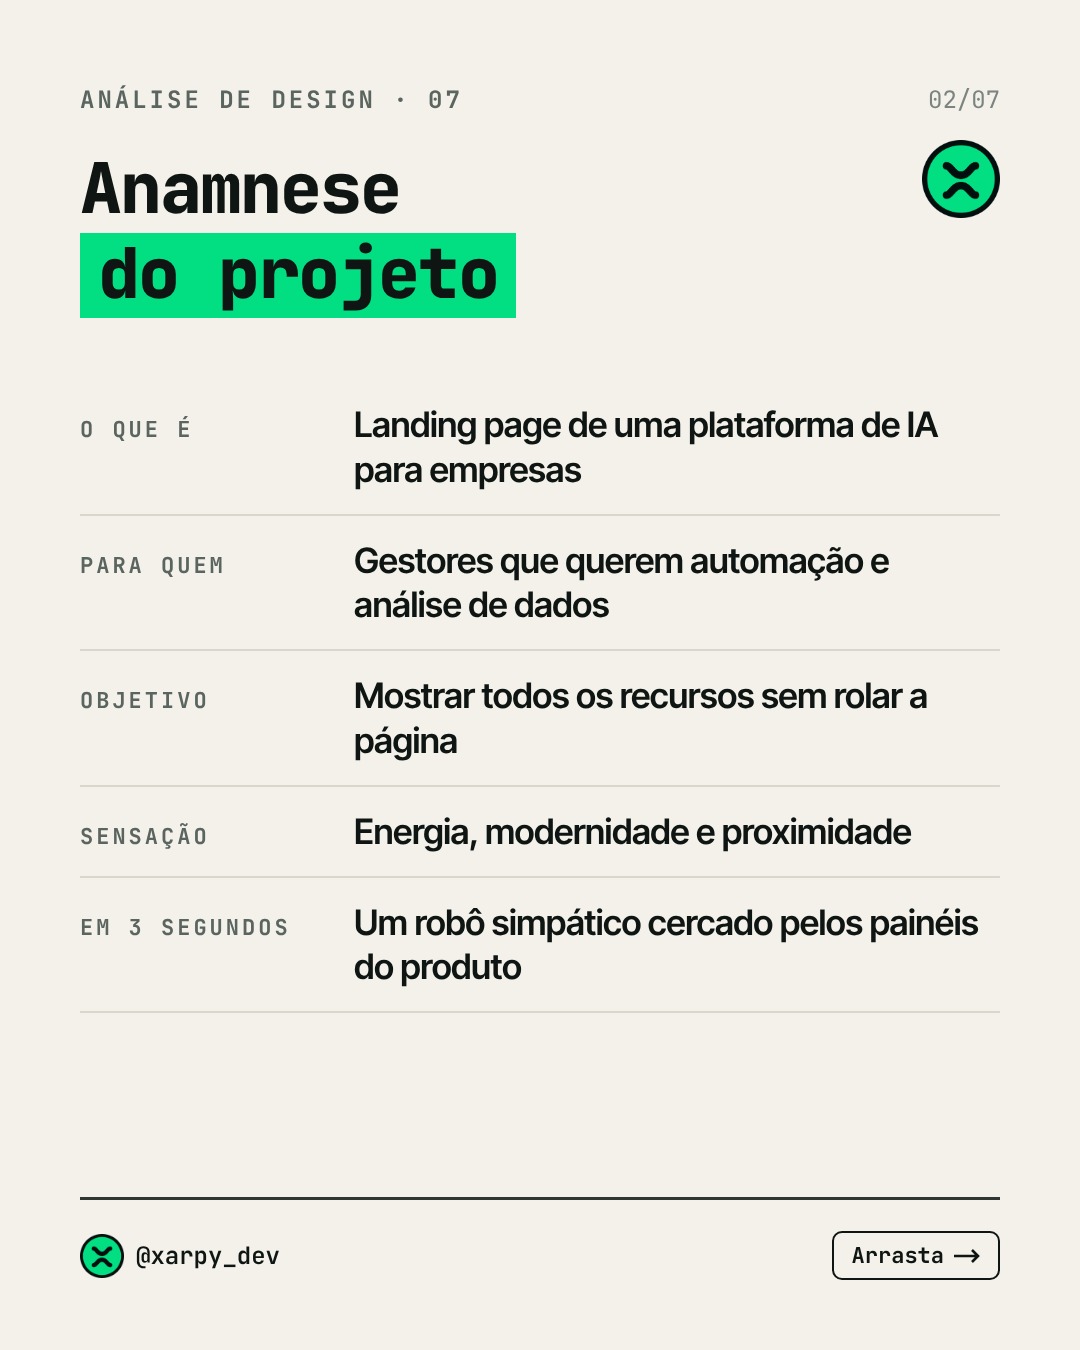 ANÁLISE DE DESIGN · 07
02/07
Anamnese
do projeto
O QUE É
Landing page de uma plataforma de IA
para empresas
PARA QUEM
Gestores que querem automação e
análise de dados
OBJETIVO
Mostrar todos os recursos sem rolar a
página
SENSAÇÃO
Energia, modernidade e proximidade
EM 3 SEGUNDOS
Um robô simpático cercado pelos painéis
do produto
@xarpy_dev
Arrasta →